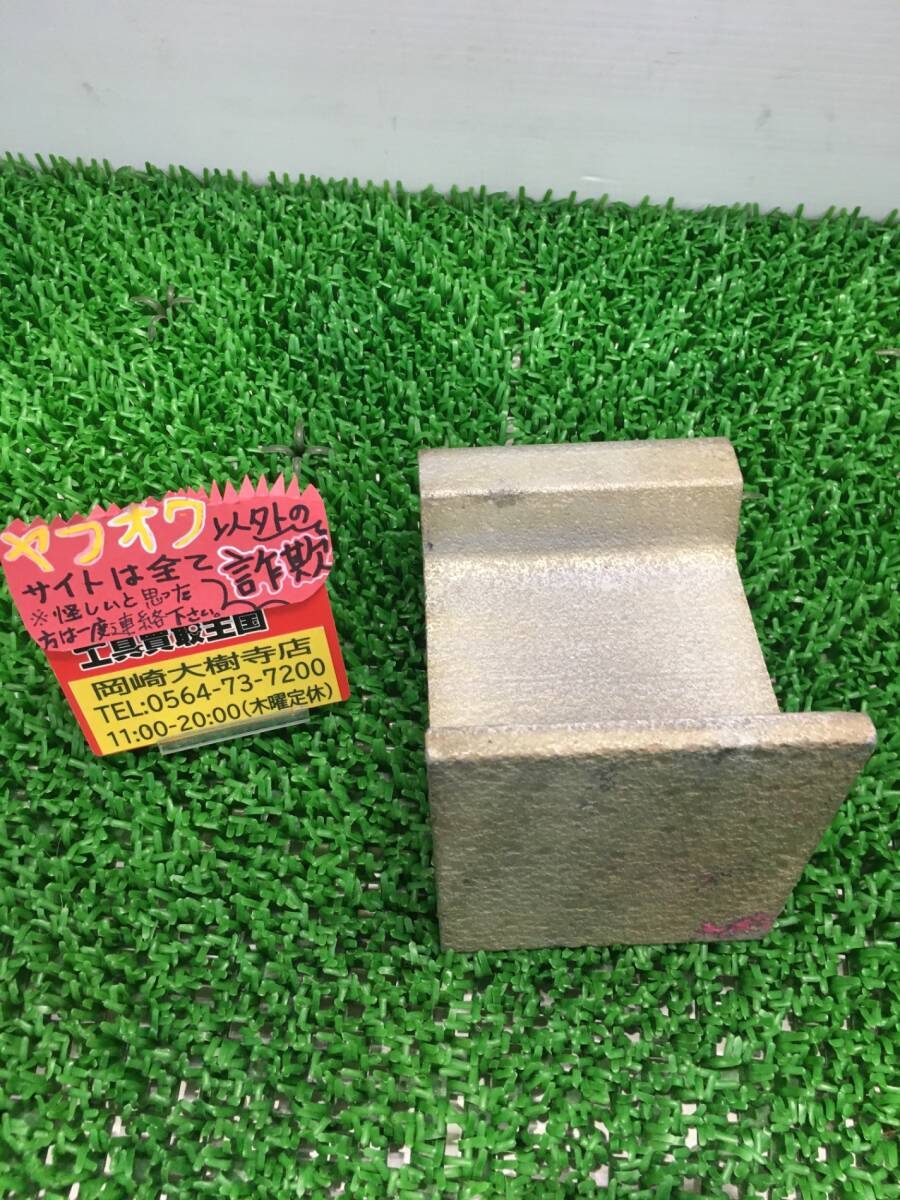 ヤフオク以外の
サイトは全て詐欺
※怪しいと思った
方は一度連絡下さい。
工具買取王国
岡崎大樹寺店
TEL:0564-73-7200
11:00-20:00(木曜定休)